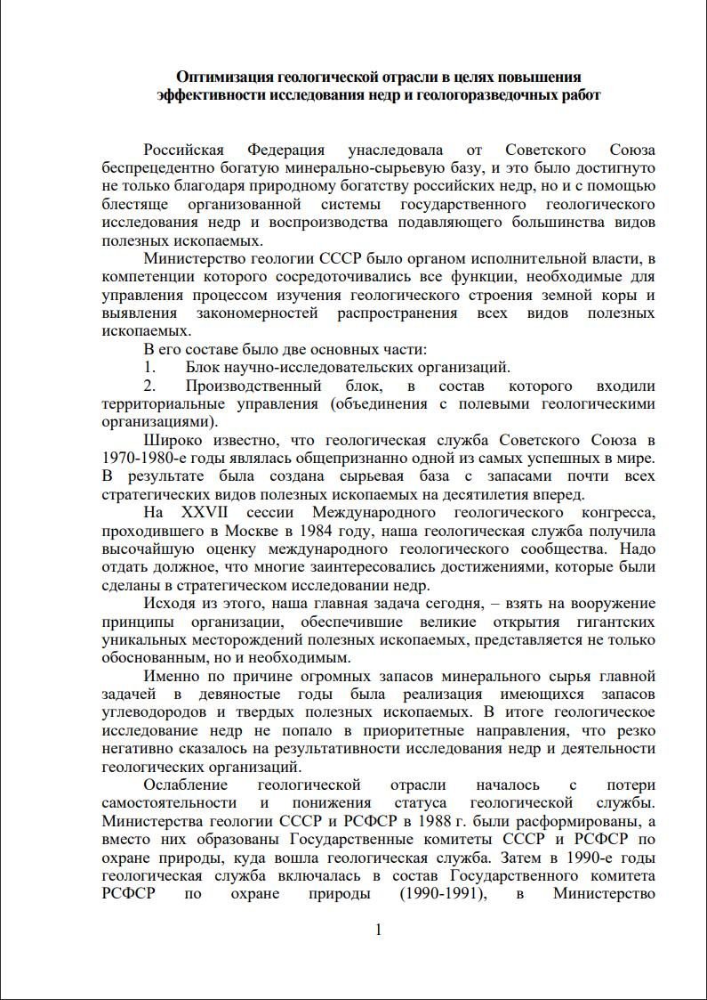 Оптимизация геологической отрасли в целях повышения
эффективности исследования недр и геологоразведочных работ
Российская Федерация унаследовала от Советского Союза
беспрецедентно богатую минерально-сырьевую базу, и это было достигнуто
не только благодаря природному богатству российских недр, но и с помощью
блестяще организованной системы государственного геологического
исследования недр и воспроизводства подавляющего большинства видов
полезных ископаемых.
Министерство геологии СССР было органом исполнительной власти, в
компетенции которого сосредоточивались все функции, необходимые для
управления процессом изучения геологического строения земной коры и
выявления закономерностей распространения всех видов полезных
ископаемых.
В его составе было две основных части:
1. Блок научно-исследовательских организаций.
2. Производственный блок, в состав которого входили
территориальные управления (объединения с полевыми геологическими
организациями).
Широко известно, что геологическая служба Советского Союза в
1970-1980-е годы являлась общепризнанно одной из самых успешных в мире.
В результате была создана сырьевая база с запасами почти всех
стратегических видов полезных ископаемых на десятилетия вперед.
На XXVII сессии Международного геологического конгресса,
проходившего в Москве в 1984 году, наша геологическая служба получила
высочайшую оценку международного геологического сообщества. Надо
отдать должное, что многие заинтересовались достижениями, которые были
сделаны в стратегическом исследовании недр.
Исходя из этого, наша главная задача сегодня, – взять на вооружение
принципы организации, обеспечившие великие открытия гигантских
уникальных месторождений полезных ископаемых, представляется не только
обоснованным, но и необходимым.
Именно по причине огромных запасов минерального сырья главной
задачей в девяностые годы была реализация имеющихся запасов
углеводородов и твердых полезных ископаемых. В итоге геологическое
исследование недр не попало в приоритетные направления, что резко
негативно сказалось на результативности исследования недр и деятельности
геологических организаций.
Ослабление геологической отрасли началось с потери
самостоятельности и понижения статуса геологической службы.
Министерства геологии СССР и РСФСР в 1988 г. были расформированы, а
вместо них образованы Государственные комитеты СССР и РСФСР по
охране природы, куда вошла геологическая служба. Затем в 1990-е годы
геологическая служба включалась в состав Государственного комитета
РСФСР по охране природы (1990-1991), в Министерство
1